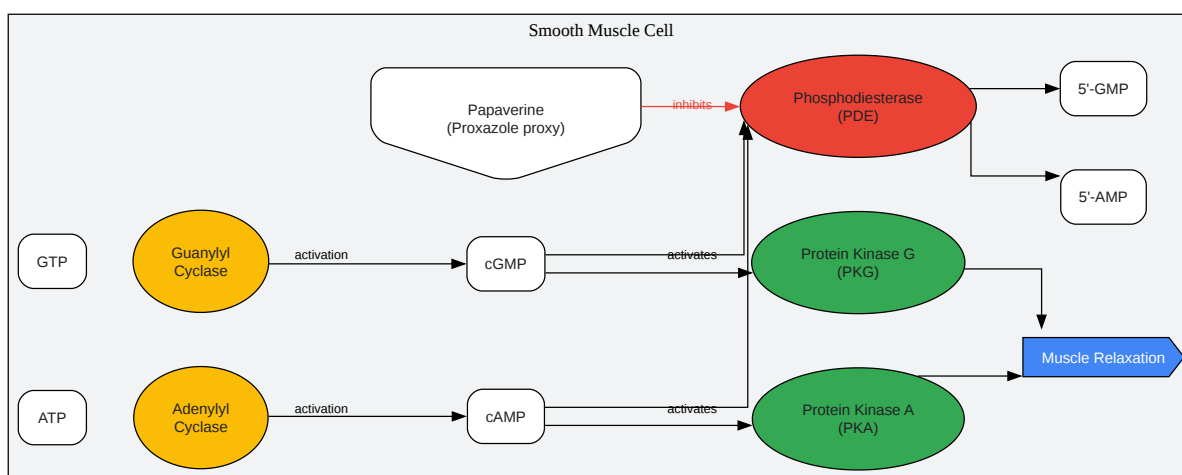 Smooth Muscle Cell
Papaverine
(Proxazole proxy)
inhibits
Phosphodiesterase
(PDE)
5'-GMP
5'-AMP
GTP
Guanylyl
Cyclase
activation
cGMP
activates
Protein Kinase G
(PKG)
Muscle Relaxation
ATP
Adenylyl
Cyclase
activation
cAMP
activates
Protein Kinase A
(PKA)